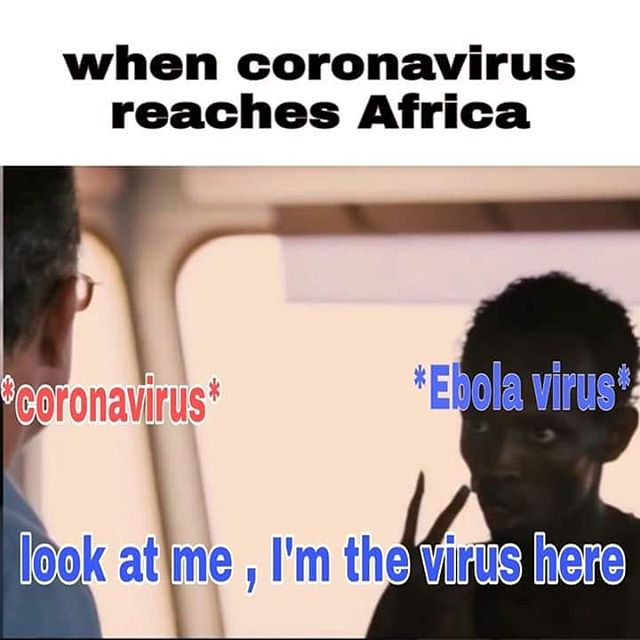 when coronavirus
reaches Africa
*coronavirus*
*Ebola virus*
look at me , I'm the virus here